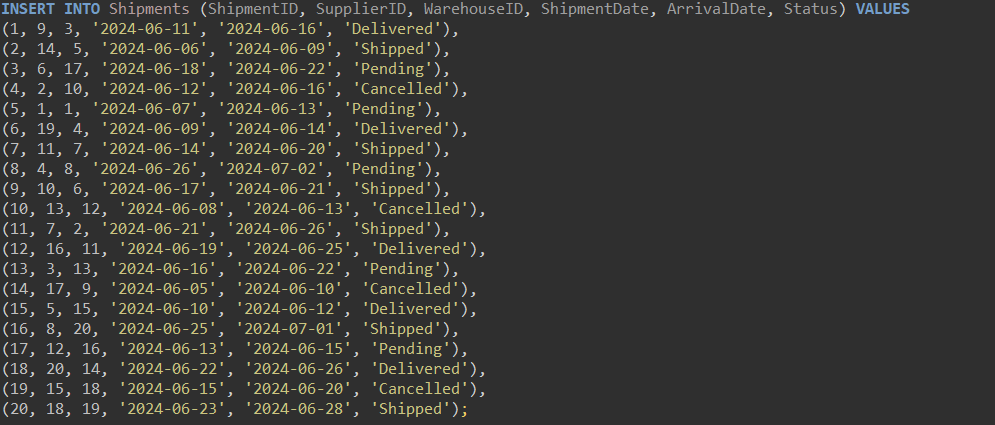 INSERT INTO Shipments (ShipmentID, SupplierID, WarehouseID, ShipmentDate, ArrivalDate, Status) VALUES
(1, 9, 3, '2024-06-11', '2024-06-16', 'Delivered'),
(2, 14, 5, '2024-06-06', '2024-06-09', 'Shipped'),
(3, 6, 17, '2024-06-18', '2024-06-22', 'Pending'),
(4, 2, 10, '2024-06-12', '2024-06-16', 'Cancelled'),
(5, 1, 1, '2024-06-07', '2024-06-13', 'Pending'),
(6, 19, 4, '2024-06-09', '2024-06-14', 'Delivered'),
(7, 11, 7, '2024-06-14', '2024-06-20', 'Shipped'),
(8, 4, 8, '2024-06-26', '2024-07-02', 'Pending'),
(9, 10, 6, '2024-06-17', '2024-06-21', 'Shipped'),
(10, 13, 12, '2024-06-08', '2024-06-13', 'Cancelled'),
(11, 7, 2, '2024-06-21', '2024-06-26', 'Shipped'),
(12, 16, 11, '2024-06-19', '2024-06-25', 'Delivered'),
(13, 3, 13, '2024-06-16', '2024-06-22', 'Pending'),
(14, 17, 9, '2024-06-05', '2024-06-10', 'Cancelled'),
(15, 5, 15, '2024-06-10', '2024-06-12', 'Delivered'),
(16, 8, 20, '2024-06-25', '2024-07-01', 'Shipped'),
(17, 12, 16, '2024-06-13', '2024-06-15', 'Pending'),
(18, 20, 14, '2024-06-22', '2024-06-26', 'Delivered'),
(19, 15, 18, '2024-06-15', '2024-06-20', 'Cancelled'),
(20, 18, 19, '2024-06-23', '2024-06-28', 'Shipped');